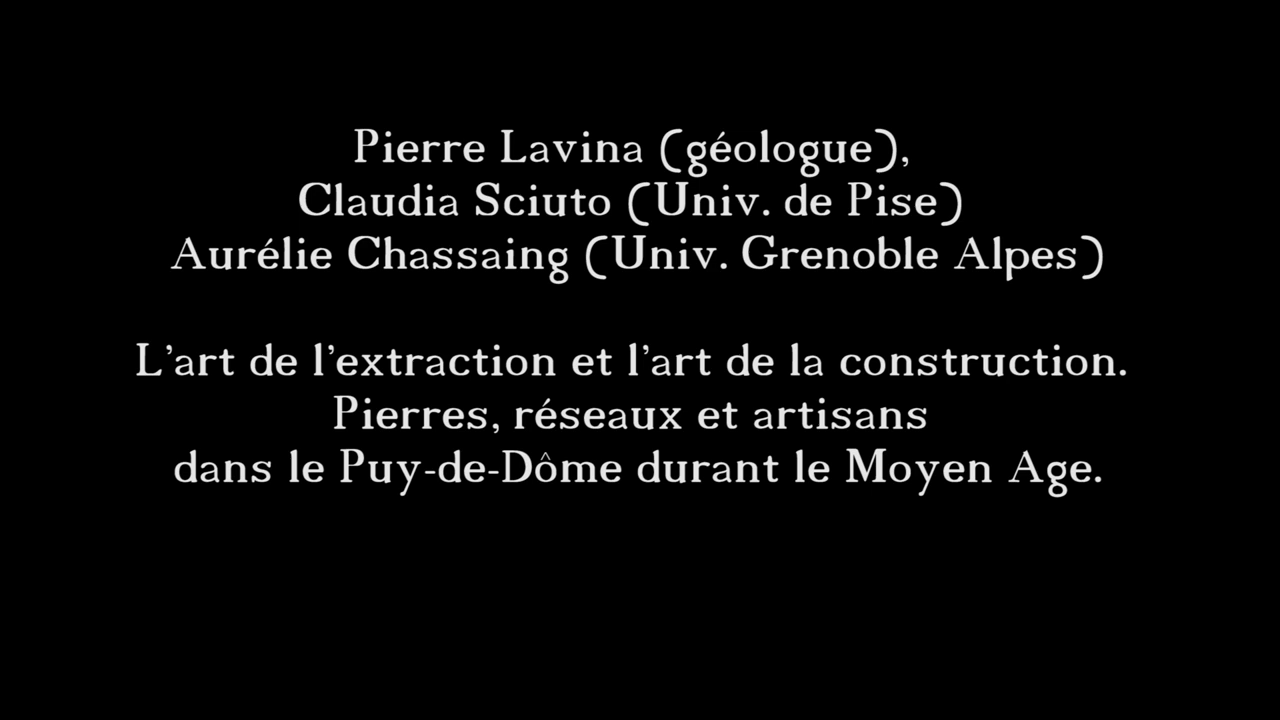 Pierre Lavina (géologue),
Claudia Sciuto (Univ. de Pise)
Aurélie Chassaing (Univ. Grenoble Alpes)
L’art de l’extraction et l’art de la construction.
Pierres, réseaux et artisans
dans le Puy-de-Dôme durant le Moyen Age.